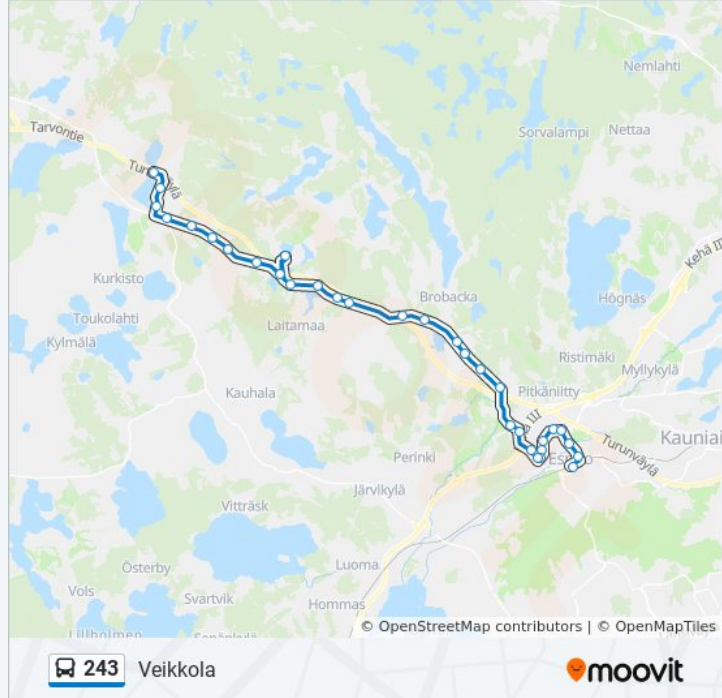 Nemlahti
Tarvontie
Sorvalampi
Nettaa
Turunväylä
Kehä III
Kurkisto
Brobacka
Högnäs
Toukolahti
Laitamaa
Kylmälä
Ristimäki
Myllykylä
Kauhala
Pitkäniitty
Kauniai
Turunväylä
Perinki
Järvikylä
Vitträsk
Luoma
Österby
Vols
Svartvik
Hommas
© OpenStreetMap contributors | © OpenMapTiles
243 Veikkola
moovit